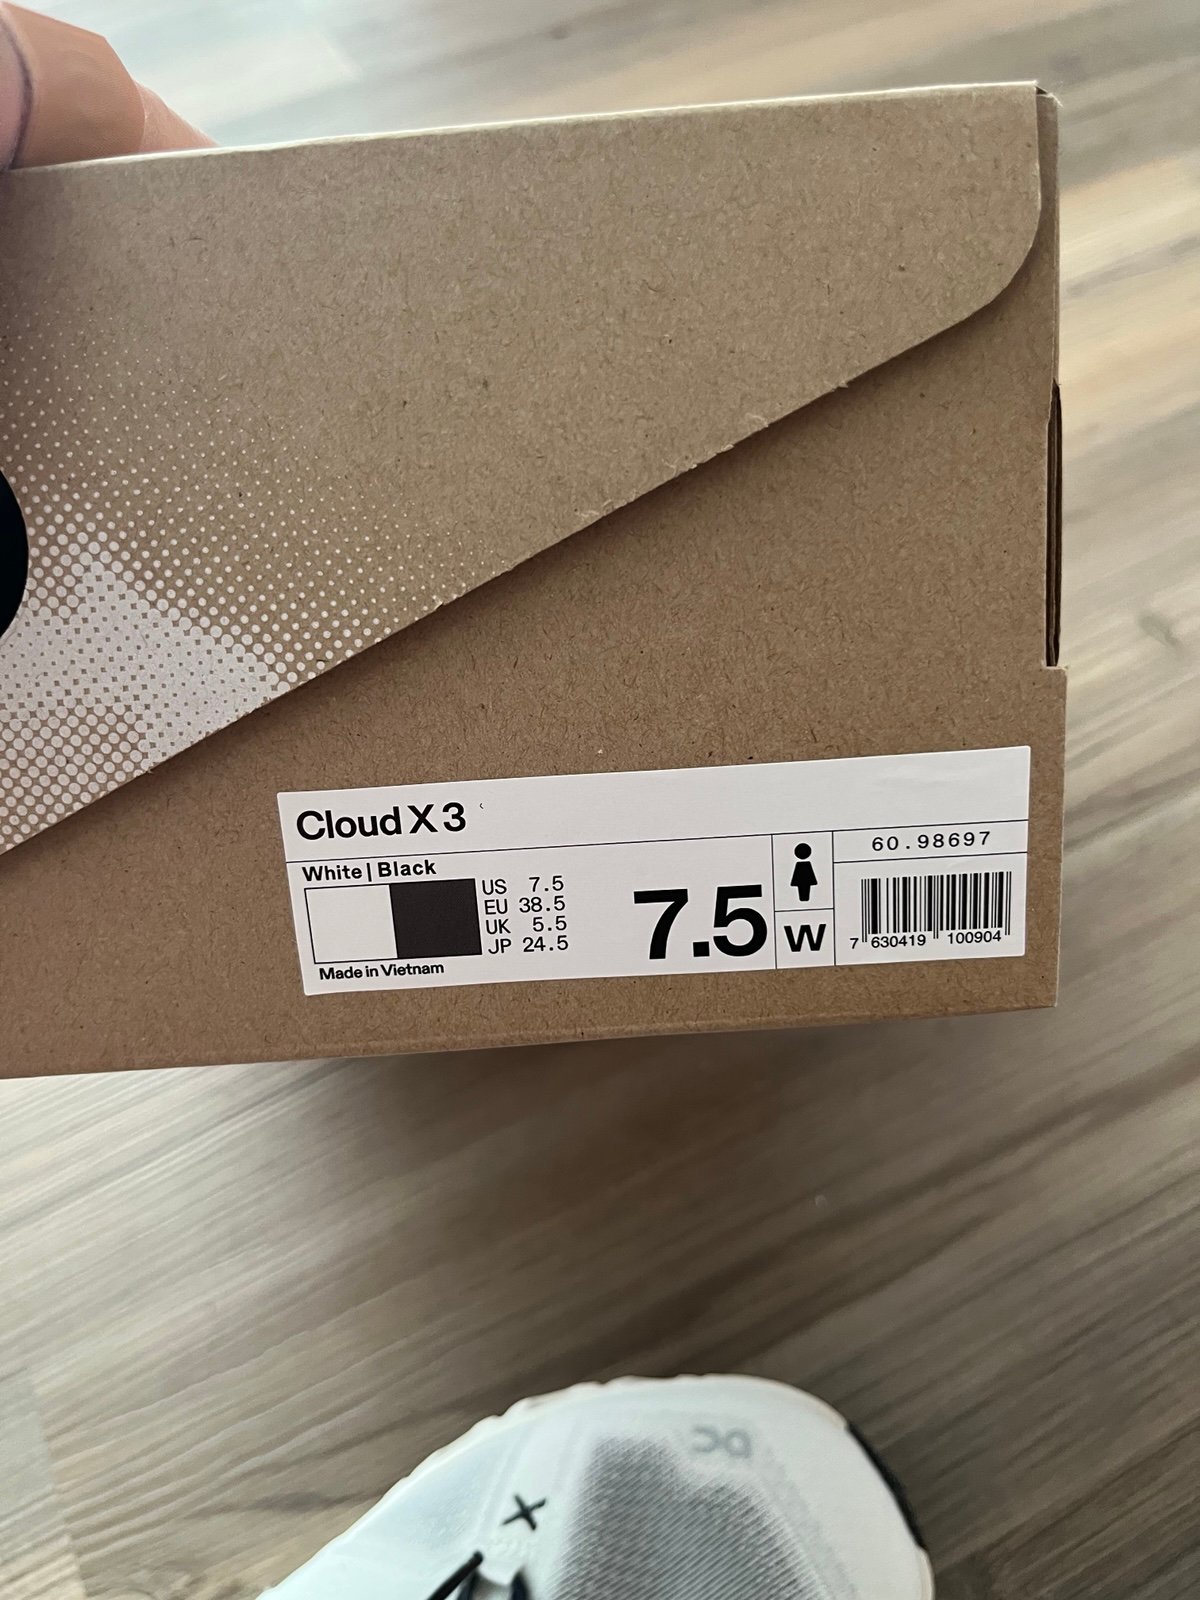 Cloud X 3
White | Black
US 7.5
EU 38.5
UK 5.5
JP 24.5
Made in Vietnam
7.5
W
60.98697
7 630419 100904
X